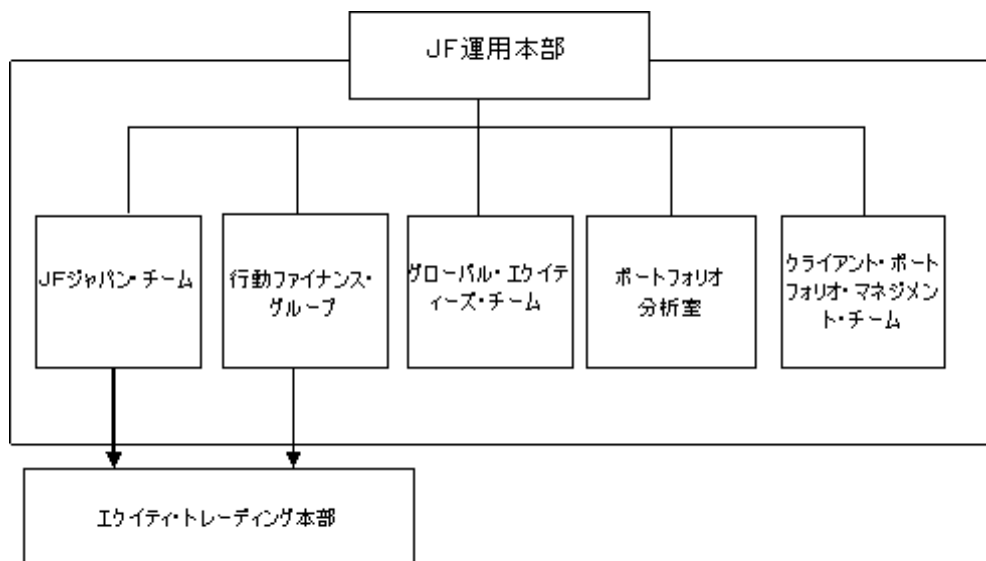 JF運用本部
JFジャパン・チーム
行動ファイナンス・
グループ
グローバル・エクイテ
ィーズ・チーム
ポートフォリオ
分析室
クライアント・ポート
フォリオ・マネジメン
ト・チーム
エクイティ・トレーディング本部